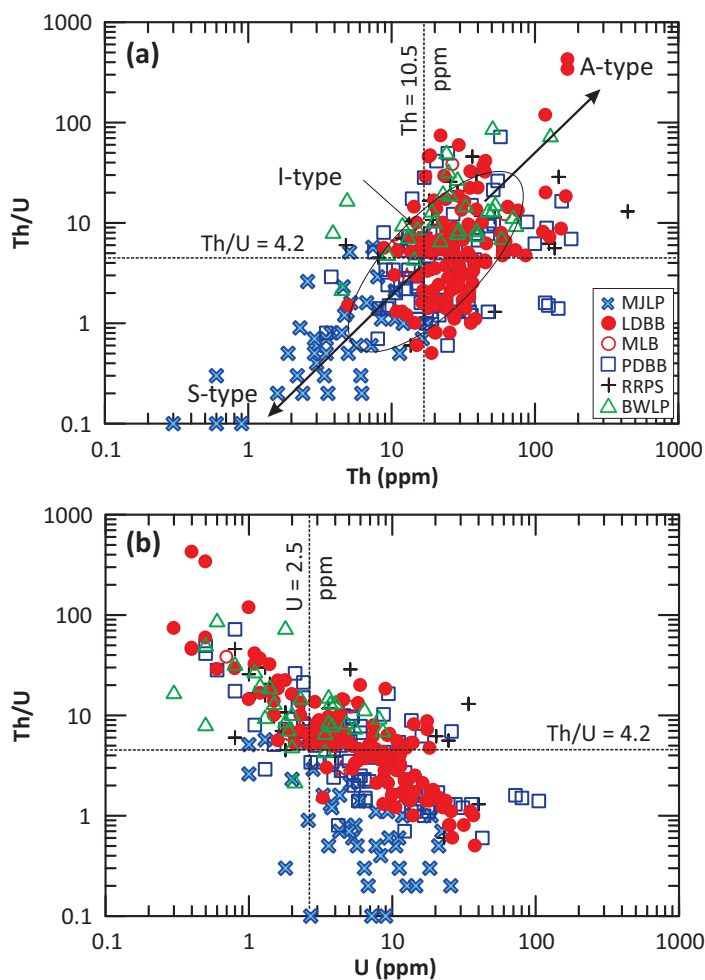 1000
(a)
Th = 10.5
ppm
A-type
100
I-type
Th/U
10
Th/U = 4.2
1
MJLP
LDBB
MLB
PDBB
RRPS
BWLP
S-type
0.1
0.1
1
10
100
1000
Th (ppm)
1000
(b)
U = 2.5
ppm
100
Th/U
10
Th/U = 4.2
1
0.1
0.1
1
10
100
1000
U (ppm)